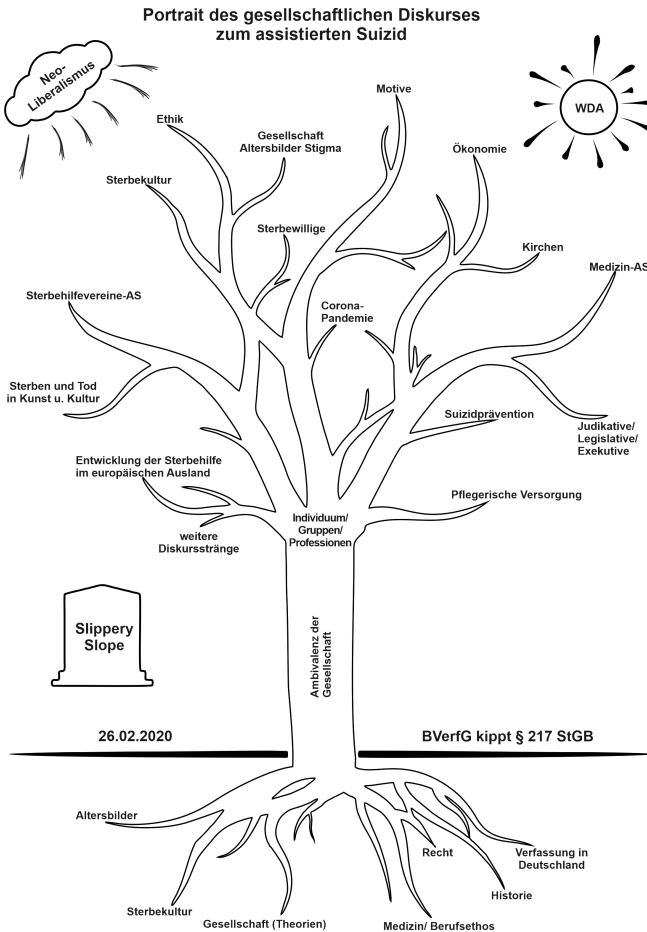 Portrait des gesellschaftlichen Diskurses
zum assistierten Suizid
Neo-
Liberalismus
WDA
Motive
Ethik
Gesellschaft
Altersbilder Stigma
Ökonomie
Sterbekultur
Sterbewillige
Kirchen
Medizin-AS
Sterbehilfevereine-AS
Corona-
Pandemie
Sterben und Tod
in Kunst u. Kultur
Suizidprävention
Judikative/
Legislative/
Exekutive
Entwicklung der Sterbehilfe
im europäischen Ausland
Pflegerische Versorgung
weitere
Diskursstränge
Individuum/
Gruppen/
Professionen
Slippery
Slope
Ambivalenz der
Gesellschaft
26.02.2020
BVerfG kippt § 217 StGB
Altersbilder
Recht
Verfassung in
Deutschland
Historie
Sterbekultur
Gesellschaft (Theorien)
Medizin/ Berufsethos